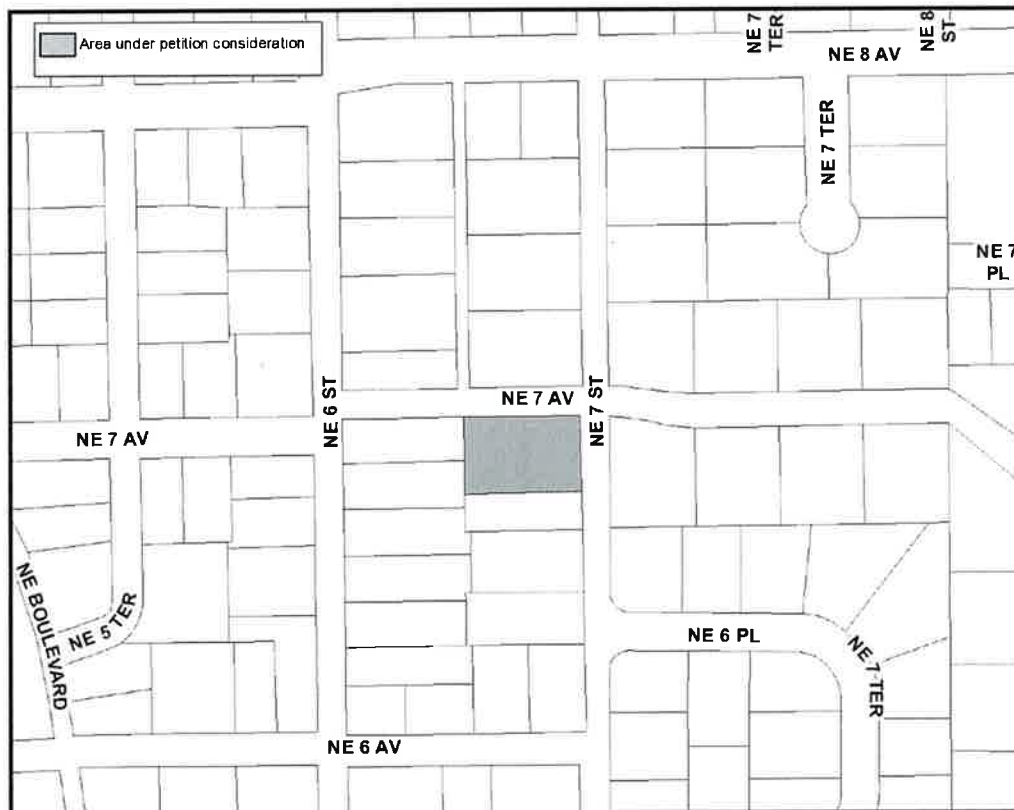 Area under petition consideration
NE 7
TER
NE 8
ST
NE 8 AV
NE 7 TER
NE 7
PL
NE 6 ST
NE 7 AV
NE 7 ST
NE 7 AV
NE BOULEVARD
NE 5 TER
NE 6 PL
NE 7 TER
NE 6 AV